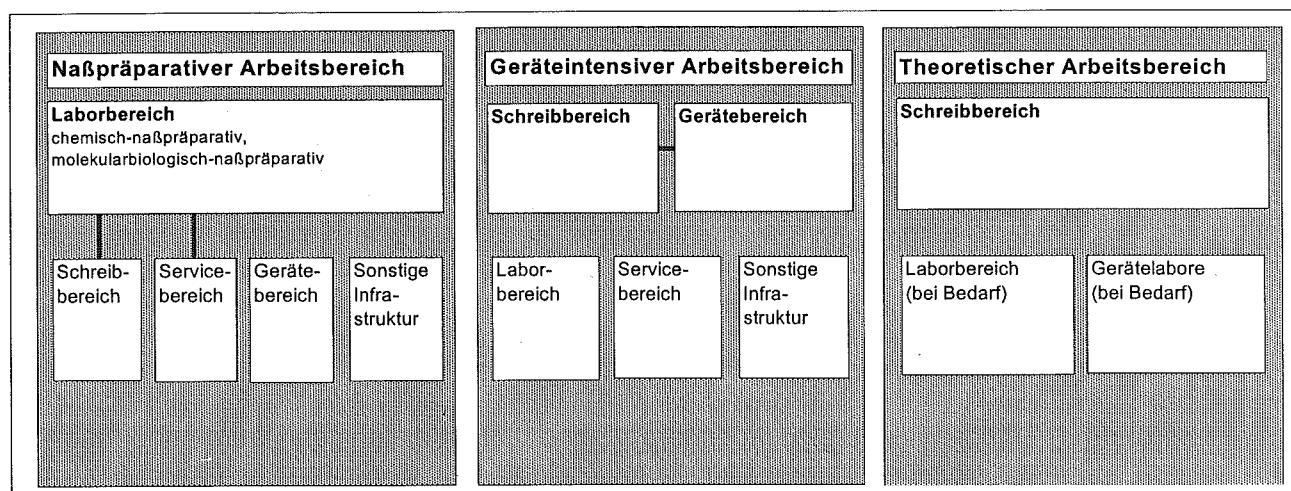 Naßpräparativer Arbeitsbereich
Laborbereich
chemisch-naßpräparativ,
molekularbiologisch-naßpräparativ
Schreib-
bereich
Service-
bereich
Geräte-
bereich
Sonstige
Infra-
struktur
Geräteintensiver Arbeitsbereich
Schreibbereich
Gerätebereich
Labor-
bereich
Service-
bereich
Sonstige
Infra-
struktur
Theoretischer Arbeitsbereich
Schreibbereich
Laborbereich
(bei Bedarf)
Gerätelabore
(bei Bedarf)